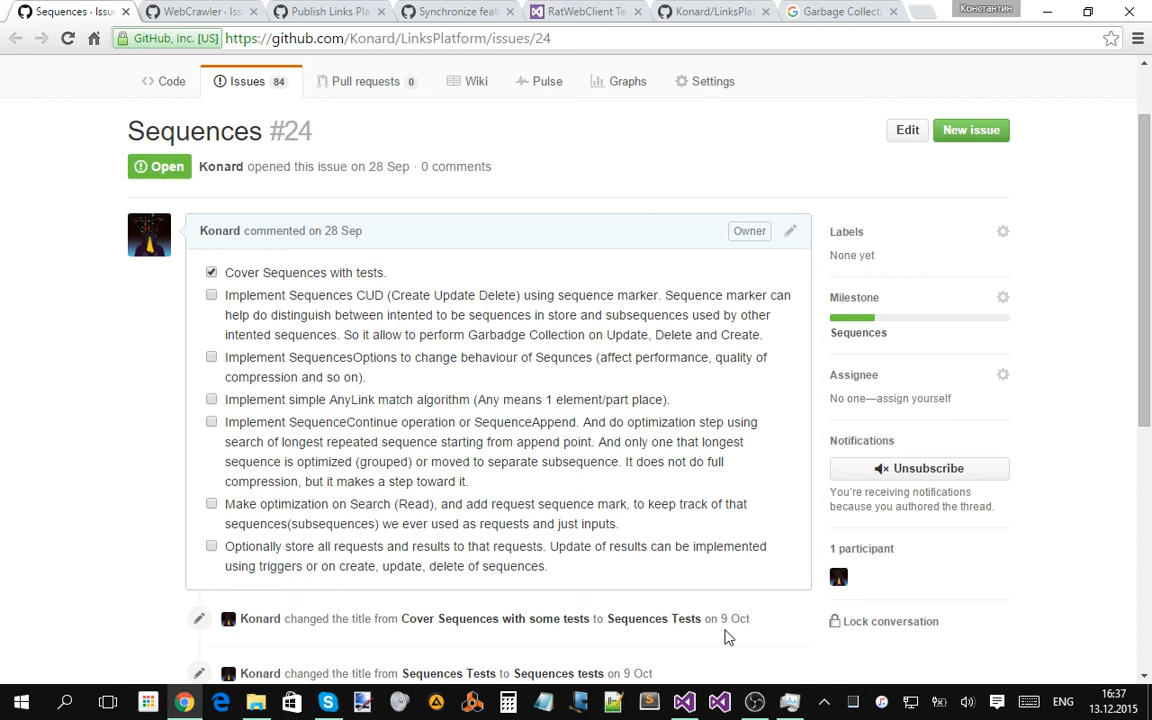 Sequences · Issu
WebCrawler · Iss
Publish Links Pla
Synchronize feat
RatWebClient Te
Konard/LinksPlat
Garbage Collect
Константин
GitHub, Inc. [US]
https://github.com/Konard/LinksPlatform/issues/24
Code
Issues 84
Pull requests 0
Wiki
Pulse
Graphs
Settings
Sequences #24
Edit
New issue
Open
Konard opened this issue on 28 Sep · 0 comments
Konard commented on 28 Sep
Owner
Cover Sequences with tests.
Implement Sequences CUD (Create Update Delete) using sequence marker. Sequence marker can
help do distinguish between intented to be sequences in store and subsequences used by other
intented sequences. So it allow to perform Garbadge Collection on Update, Delete and Create.
Implement SequencesOptions to change behaviour of Sequnces (affect performance, quality of
compression and so on).
Implement simple AnyLink match algorithm (Any means 1 element/part place).
Implement SequenceContinue operation or SequenceAppend. And do optimization step using
search of longest repeated sequence starting from append point. And only one that longest
sequence is optimized (grouped) or moved to separate subsequence. It does not do full
compression, but it makes a step toward it.
Make optimization on Search (Read), and add request sequence mark, to keep track of that
sequences(subsequences) we ever used as requests and just inputs.
Optionally store all requests and results to that requests. Update of results can be implemented
using triggers or on create, update, delete of sequences.
Konard changed the title from Cover Sequences with some tests to Sequences Tests on 9 Oct
Konard changed the title from Sequences Tests to Sequences tests on 9 Oct
Labels
None yet
Milestone
Sequences
Assignee
No one—assign yourself
Notifications
Unsubscribe
You're receiving notifications
because you authored the thread.
1 participant
Lock conversation
ENG
16:37
13.12.2015